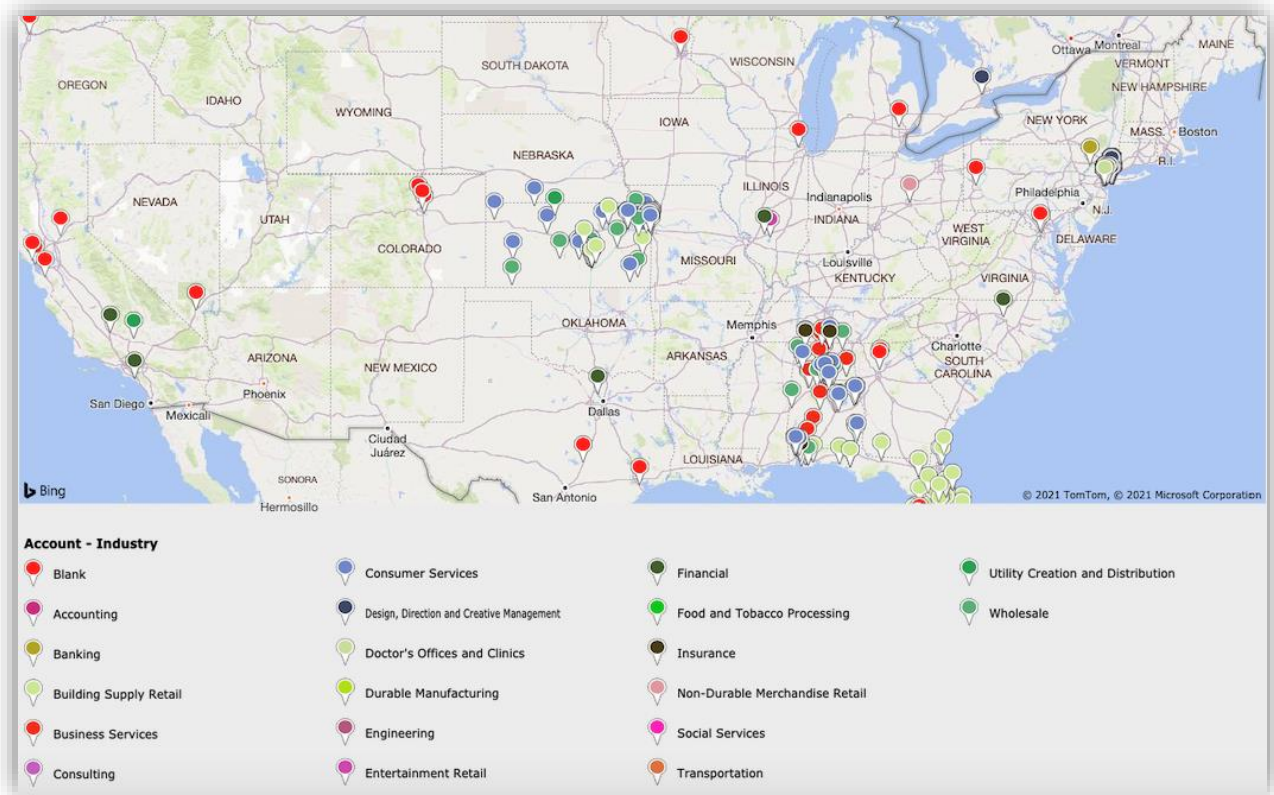 Ottawa
Montreal
MAINE
VERMONT
NEW HAMPSHIRE
WISCONSIN
SOUTH DAKOTA
OREGON
IDAHO
WYOMING
IOWA
NEW YORK
MASS.
Boston
R.I.
NEBRASKA
ILLINOIS
Indianapolis
INDIANA
Philadelphia
N.J.
NEVADA
UTAH
COLORADO
MISSOURI
WEST
VIRGINIA
DELAWARE
Louisville
KENTUCKY
VIRGINIA
OKLAHOMA
Memphis
Charlotte
ARKANSAS
SOUTH
CAROLINA
ARIZONA
NEW MEXICO
Phoenix
San Diego
Mexicali
Dallas
Ciudad
Juárez
LOUISIANA
SONORA
San Antonio
Hermosillo
Bing
© 2021 TomTom, © 2021 Microsoft Corporation
Account - Industry
Blank
Accounting
Banking
Building Supply Retail
Business Services
Consulting
Consumer Services
Design, Direction and Creative Management
Doctor's Offices and Clinics
Durable Manufacturing
Engineering
Entertainment Retail
Financial
Food and Tobacco Processing
Insurance
Non-Durable Merchandise Retail
Social Services
Transportation
Utility Creation and Distribution
Wholesale